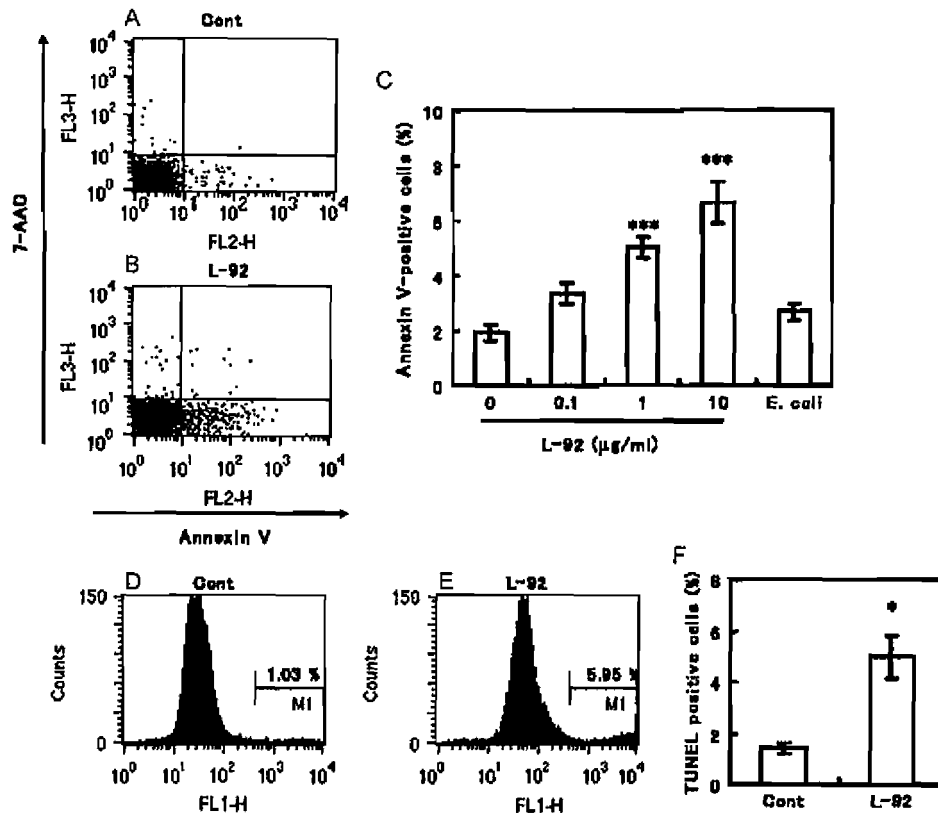 A
Cont
10⁴
10³
10²
10¹
10⁰
FL3-H
10⁰ 10¹ 10² 10³ 10⁴
FL2-H
7-AAD
B
L-92
10⁴
10³
10²
10¹
10⁰
FL3-H
10⁰ 10¹ 10² 10³ 10⁴
FL2-H
Annexin V
C
Annexin V-positive cells (%)
10
8
6
4
2
0
***
***
0 0.1 1 10 E. coli
L-92 (μg/ml)
D
Cont
150
Counts
0
1.03 %
M1
10⁰ 10¹ 10² 10³ 10⁴
FL1-H
E
L-92
150
Counts
0
5.95 %
M1
10⁰ 10¹ 10² 10³ 10⁴
FL1-H
F
TUNEL positive cells (%)
8
6
4
2
0
*
Cont L-92